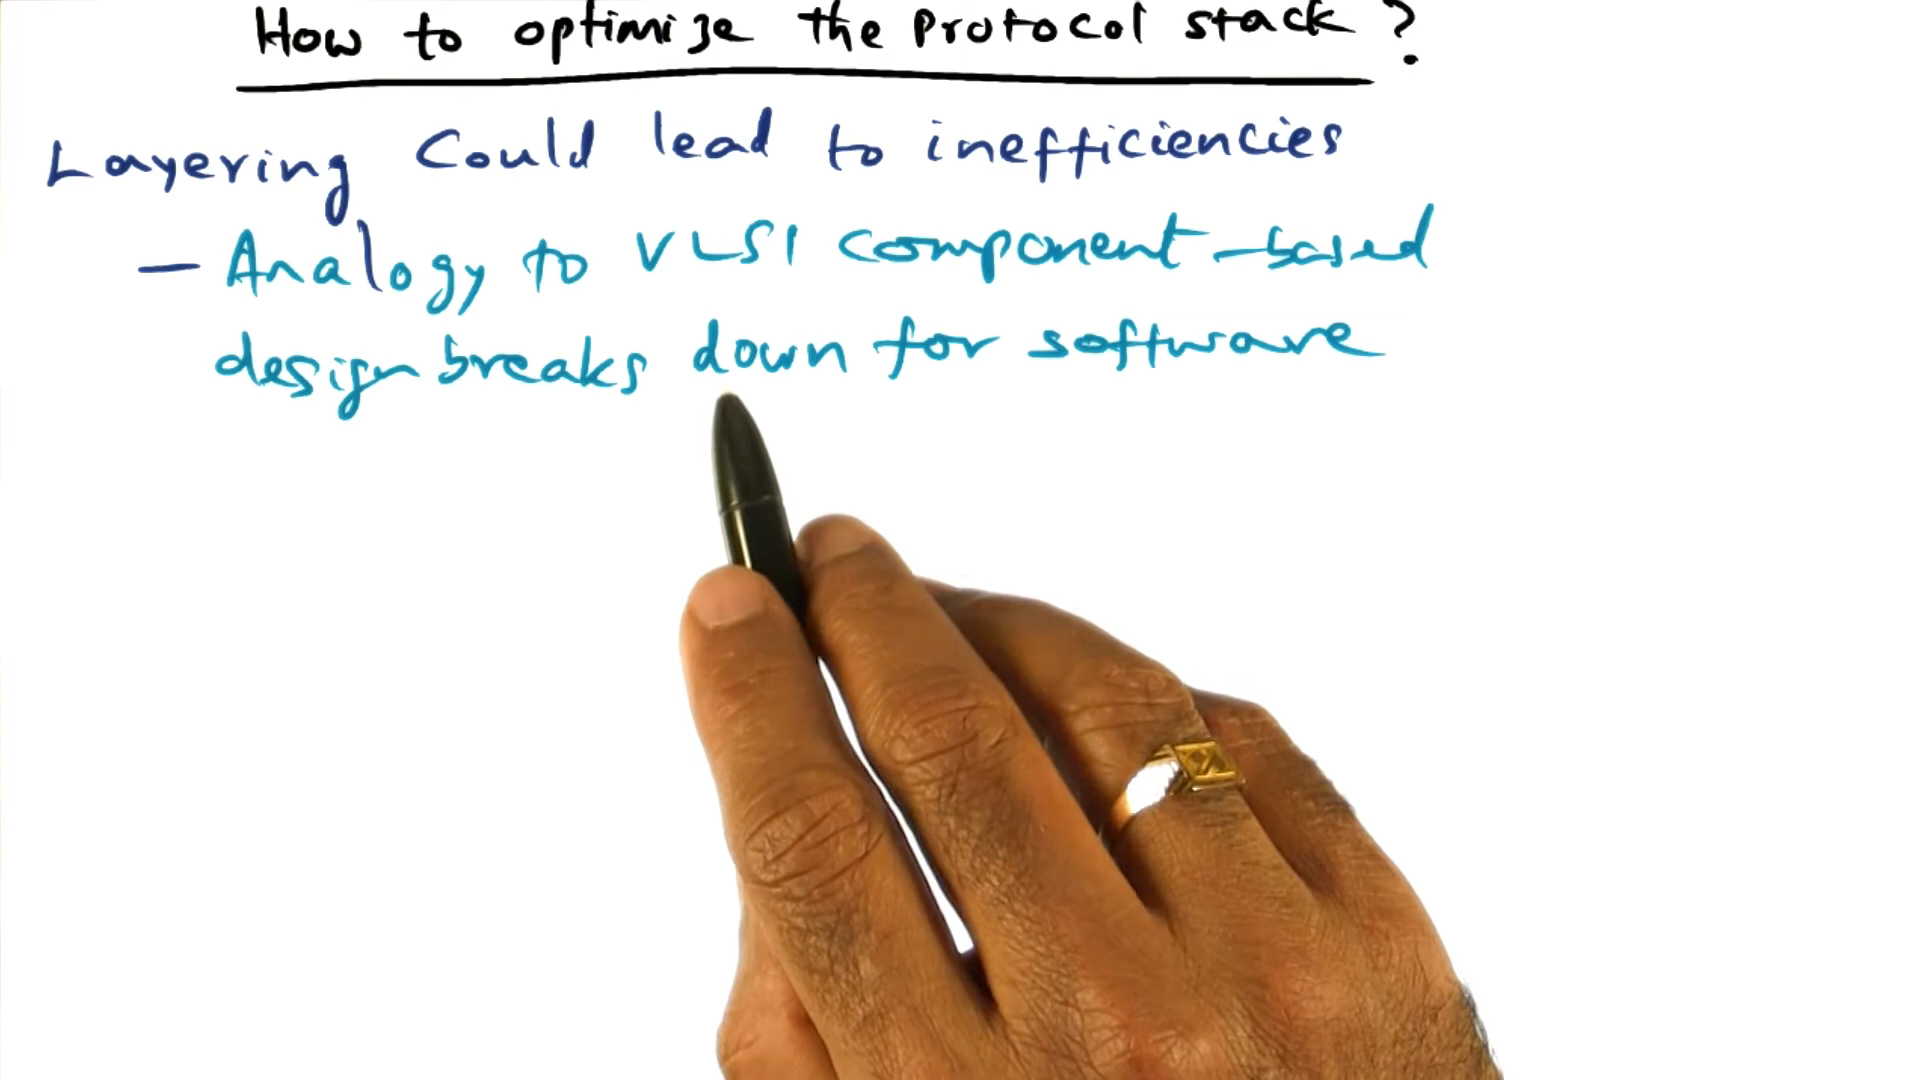 How to optimize the protocol stack?
Layering could lead to inefficiencies
- Analogy to VLSI component-based
design breaks down for software